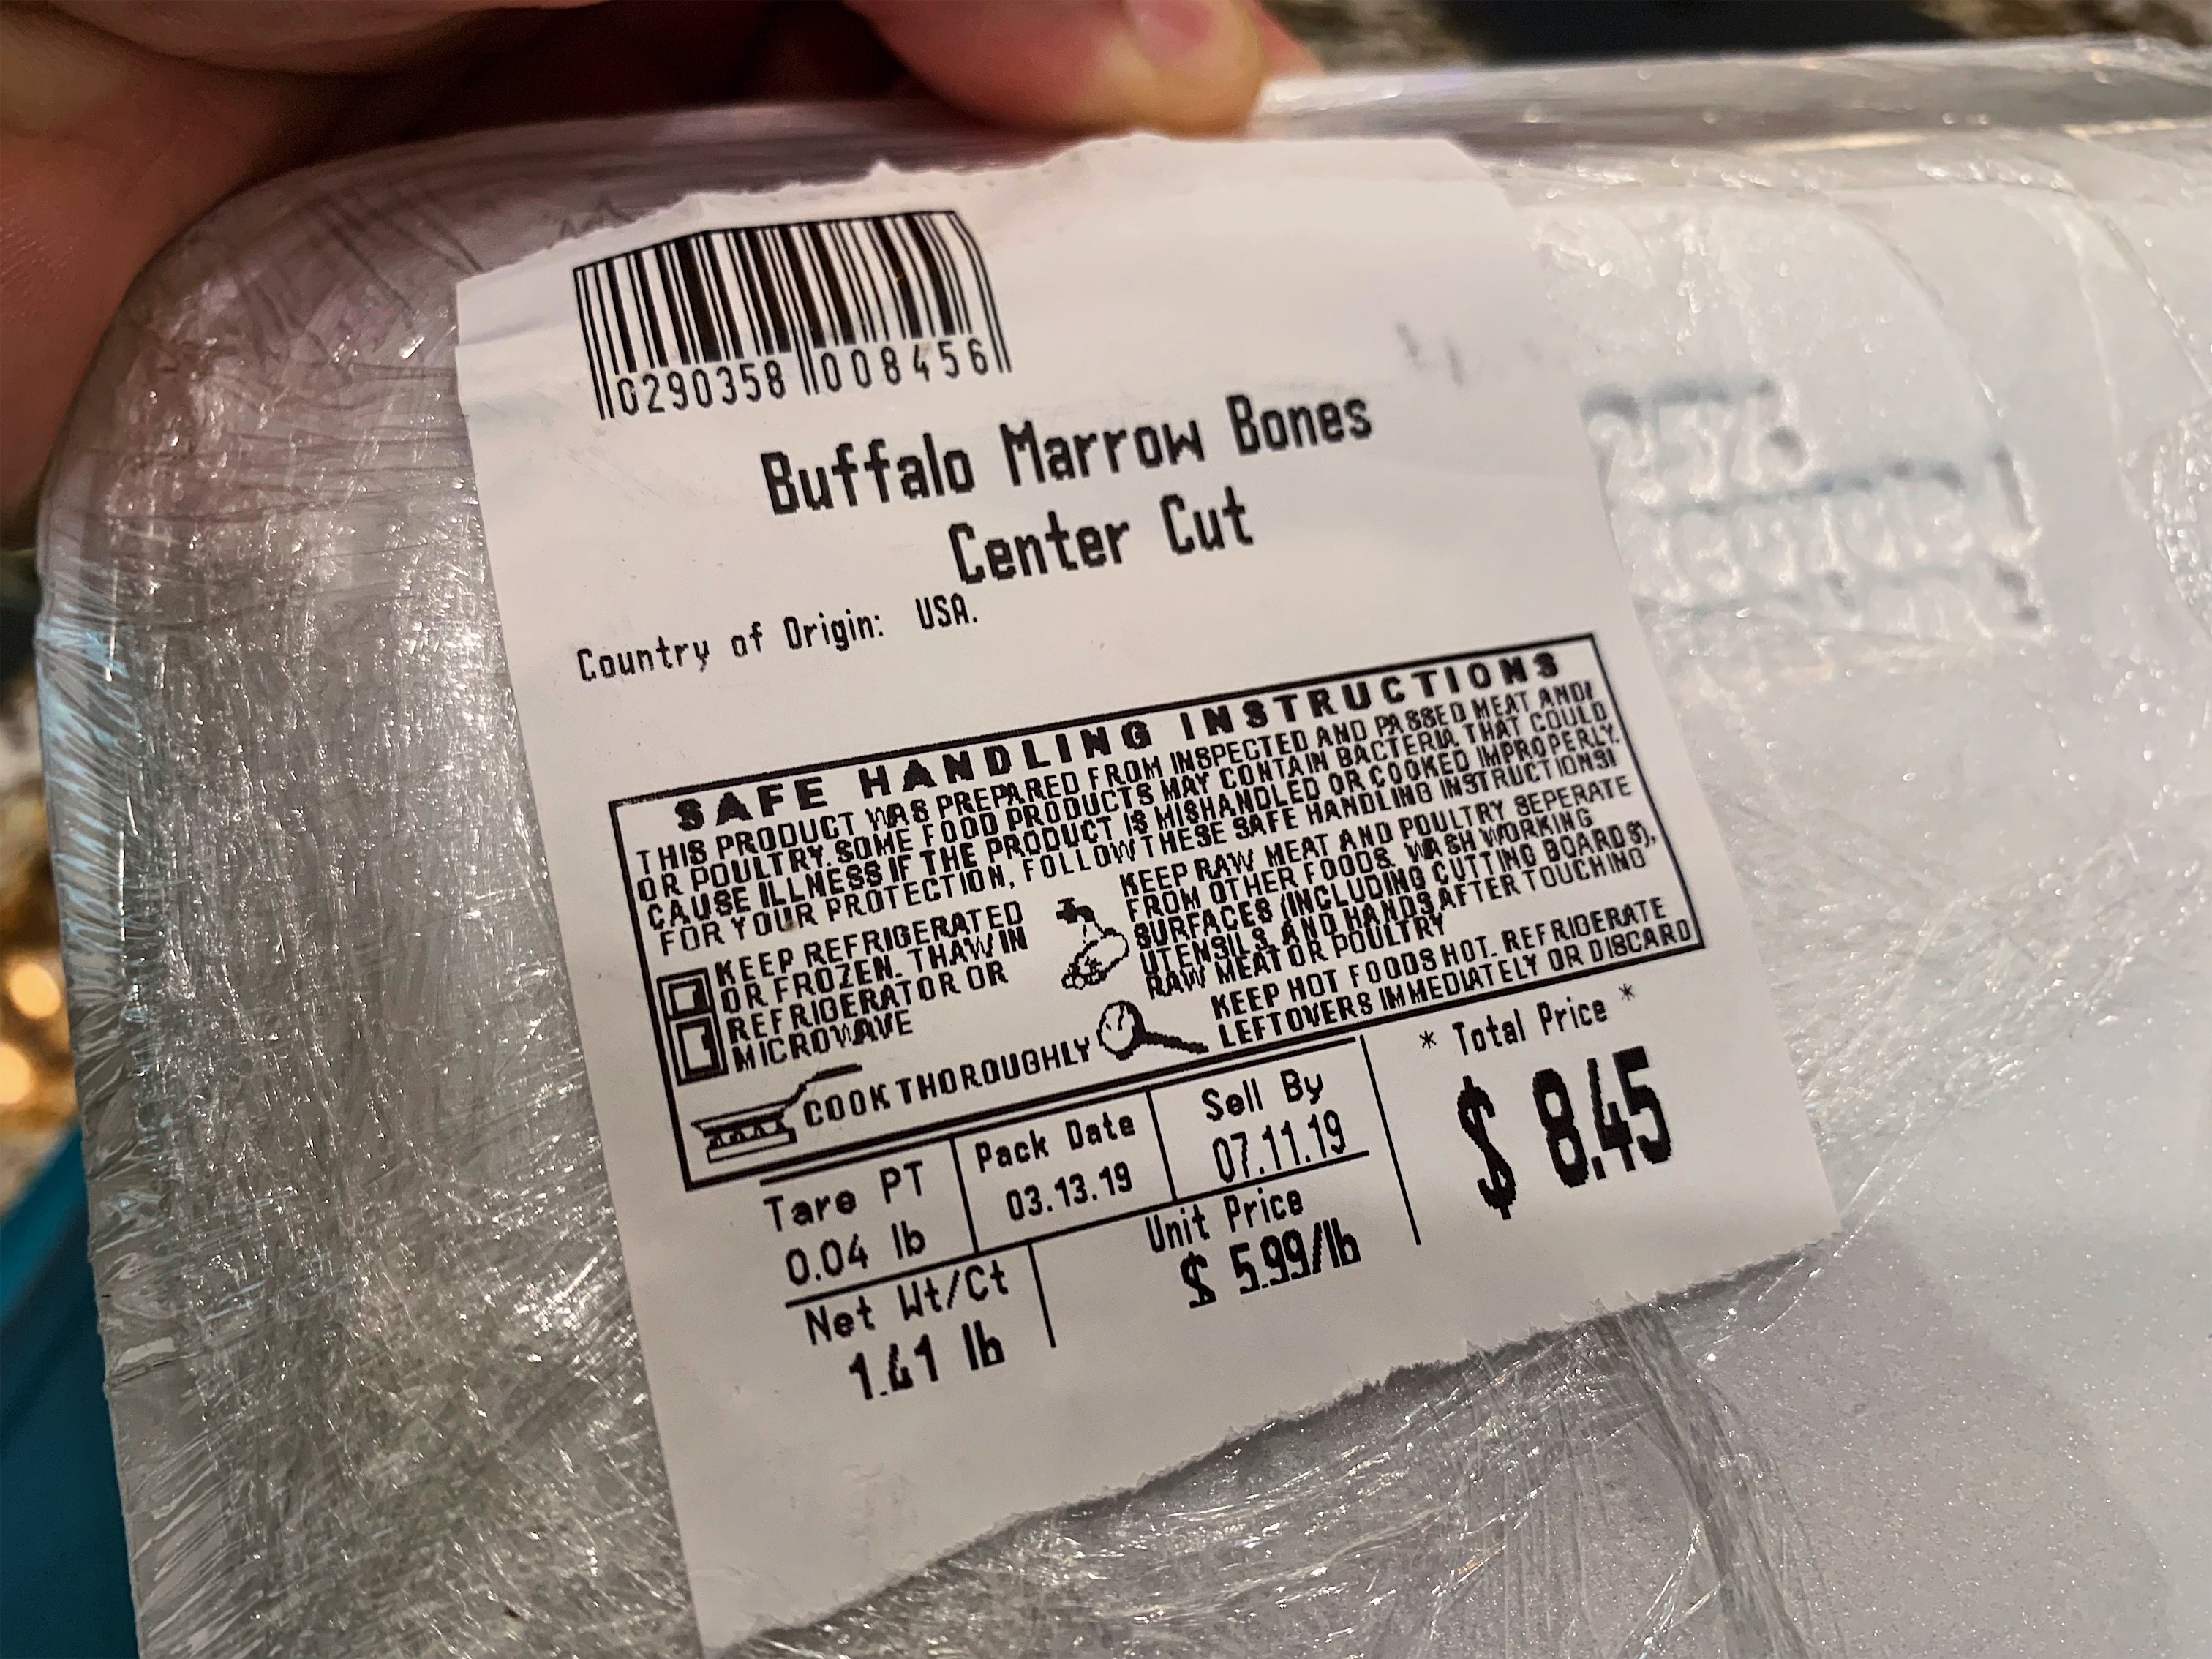 0290358 008456
Buffalo Marrow Bones
Center Cut
Country of Origin: USA.
SAFE HANDLING INSTRUCTIONS
THIS PRODUCT WAS PREPARED FROM INSPECTED AND PASSED MEAT AND/
OR POULTRY. SOME FOOD PRODUCTS MAY CONTAIN BACTERIA THAT COULD
CAUSE ILLNESS IF THE PRODUCT IS MISHANDLED OR COOKED IMPROPERLY.
FOR YOUR PROTECTION, FOLLOW THESE SAFE HANDLING INSTRUCTIONS!
KEEP REFRIGERATED
OR FROZEN. THAW IN
REFRIGERATOR OR
MICROWAVE
KEEP RAW MEAT AND POULTRY SEPERATE
FROM OTHER FOODS. WASH WORKING
SURFACES (INCLUDING CUTTING BOARDS),
UTENSILS, AND HANDS AFTER TOUCHING
RAW MEAT OR POULTRY
COOK THOROUGHLY
KEEP HOT FOODS HOT. REFRIGERATE
LEFTOVERS IMMEDIATELY OR DISCARD
Tare PT
0.04 lb
Pack Date
03.13.19
Sell By
07.11.19
* Total Price *
$ 8.45
Net Wt/Ct
1.41 lb
Unit Price
$ 5.99/lb